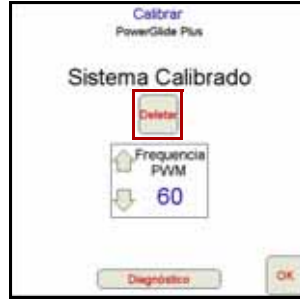 Calibrar
PowerGlide Plus
Sistema Calibrado
Deletar
Frequencia
PWM
60
Diagnóstico
OK